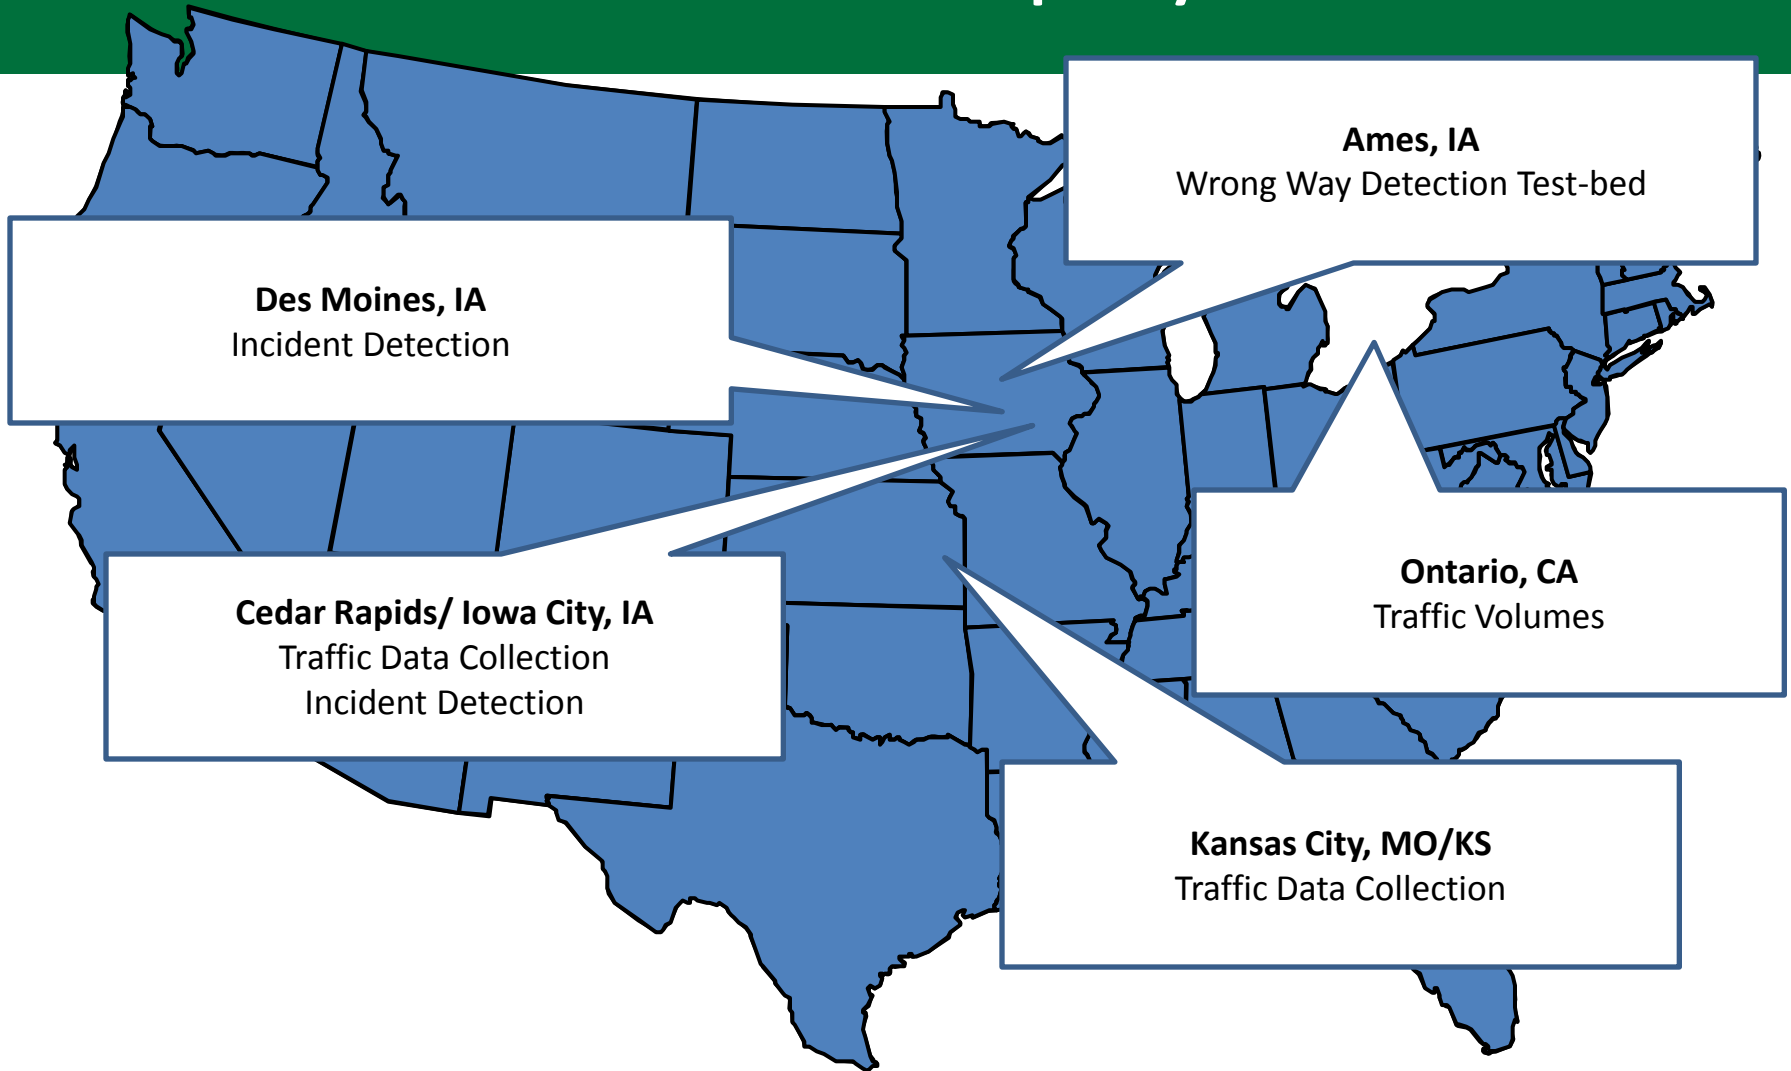 Ames, IA
Wrong Way Detection Test-bed
Des Moines, IA
Incident Detection
Ontario, CA
Traffic Volumes
Cedar Rapids/ Iowa City, IA
Traffic Data Collection
Incident Detection
Kansas City, MO/KS
Traffic Data Collection